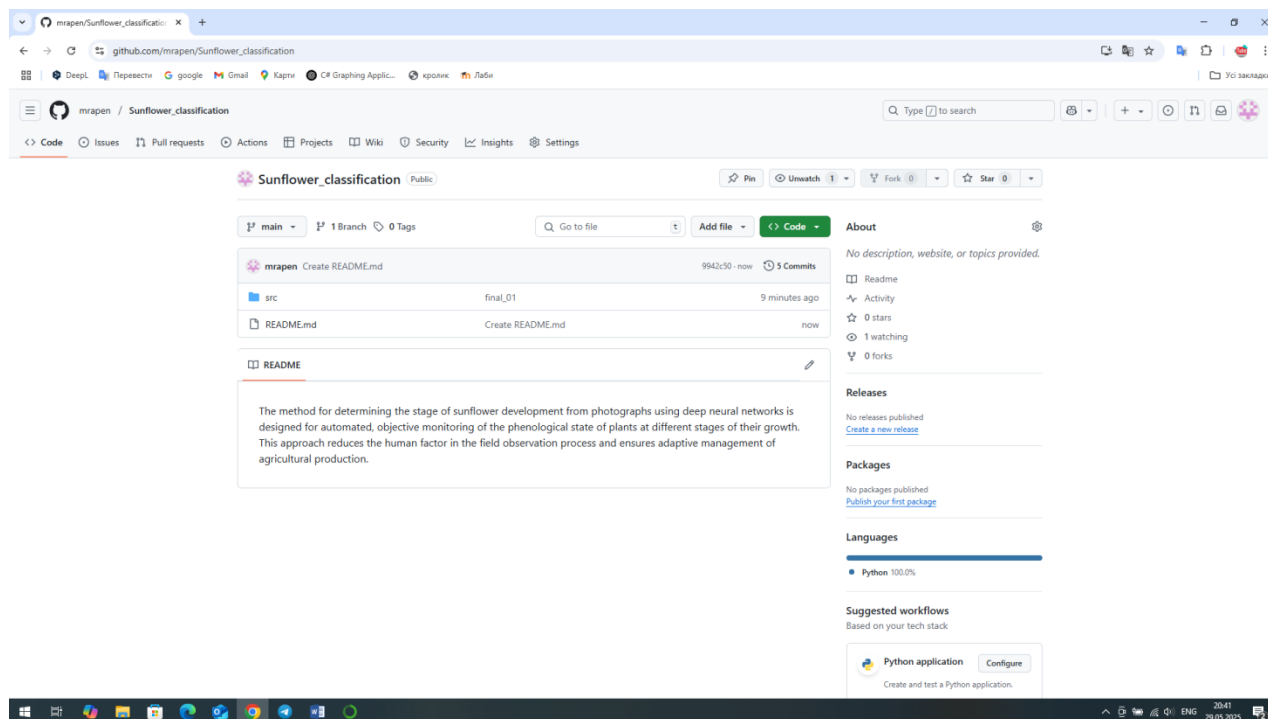 mrapen/Sunflower_classification
github.com/mrapen/Sunflower_classification
DeepL Перевести google Gmail Карти C# Graphing Applic... кролик Лаби Усі закладки
mrapen / Sunflower_classification Type / to search
Code Issues Pull requests Actions Projects Wiki Security Insights Settings
Sunflower_classification Public Pin Unwatch 1 Fork 0 Star 0
main 1 Branch 0 Tags Go to file t Add file Code
mrapen Create README.md 9942c50 · now 5 Commits
src final_01 9 minutes ago
README.md Create README.md now
README
The method for determining the stage of sunflower development from photographs using deep neural networks is
designed for automated, objective monitoring of the phenological state of plants at different stages of their growth.
This approach reduces the human factor in the field observation process and ensures adaptive management of
agricultural production.
About
No description, website, or topics provided.
Readme
Activity
0 stars
1 watching
0 forks
Releases
No releases published
Create a new release
Packages
No packages published
Publish your first package
Languages
Python 100.0%
Suggested workflows
Based on your tech stack
Python application Configure
Create and test a Python application.
ENG 20:41
29.05.2025